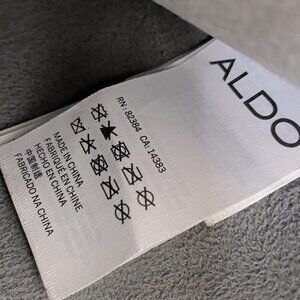 ALDO
RN: 82384 CA: 14383
MADE IN CHINA
FABRIQUÉ EN CHINE
HECHO EN CHINA
中国制造
FABRICADO NA CHINA